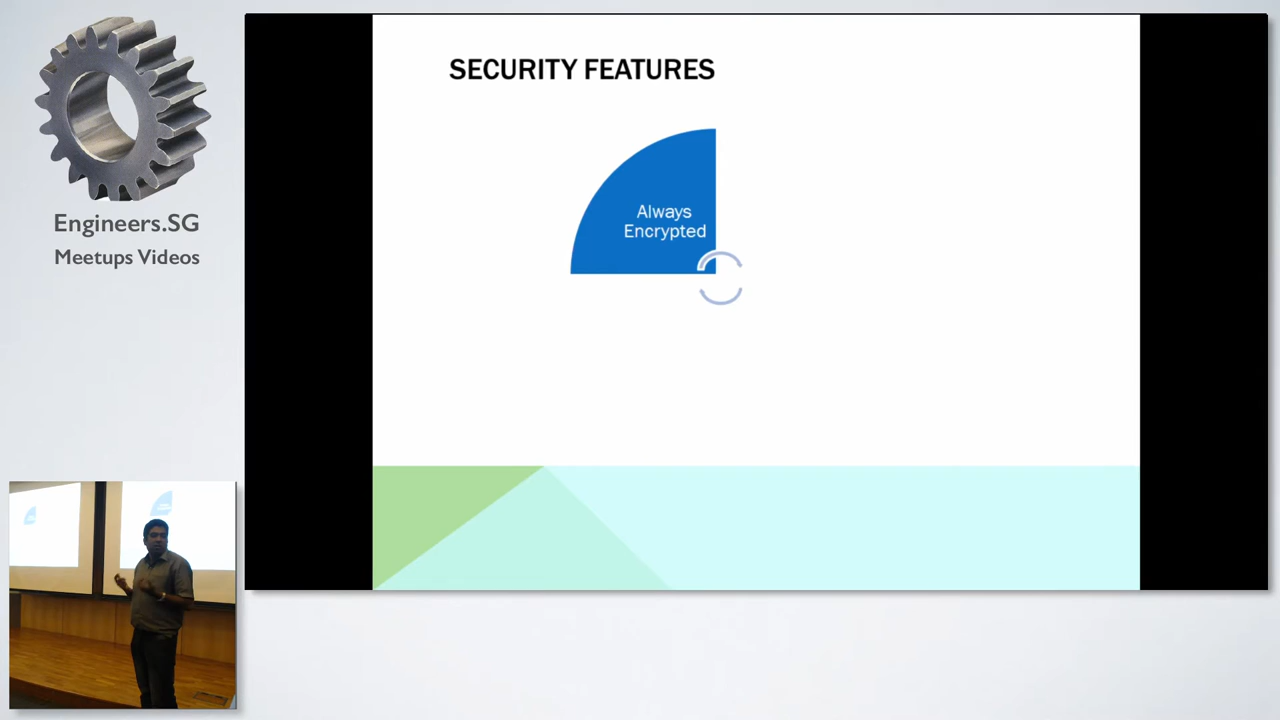 Engineers.SG
Meetups Videos
SECURITY FEATURES
Always
Encrypted